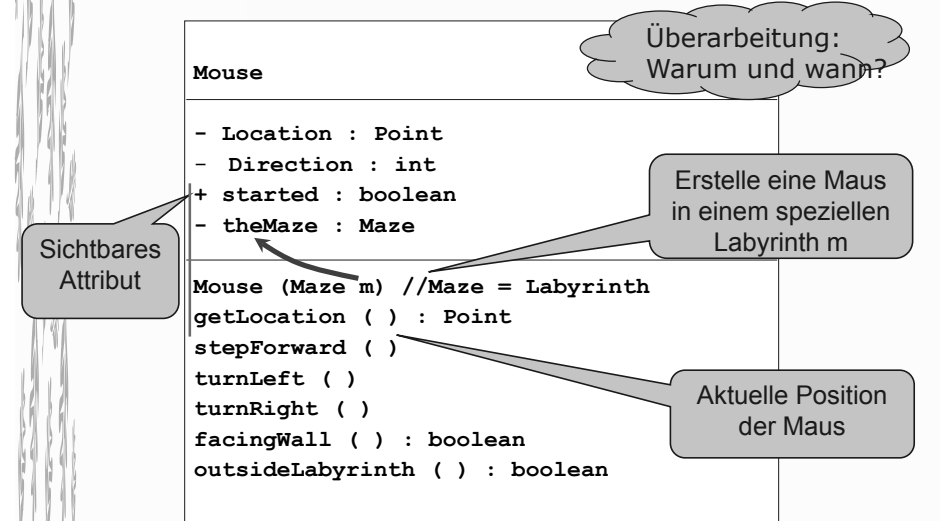 Überarbeitung:
Warum und wann?
Mouse
- Location : Point
- Direction : int
+ started : boolean
- theMaze : Maze
Sichtbares
Attribut
Erstelle eine Maus
in einem speziellen
Labyrinth m
Mouse (Maze m) //Maze = Labyrinth
getLocation ( ) : Point
stepForward ( )
turnLeft ( )
turnRight ( )
facingWall ( ) : boolean
outsideLabyrinth ( ) : boolean
Aktuelle Position
der Maus